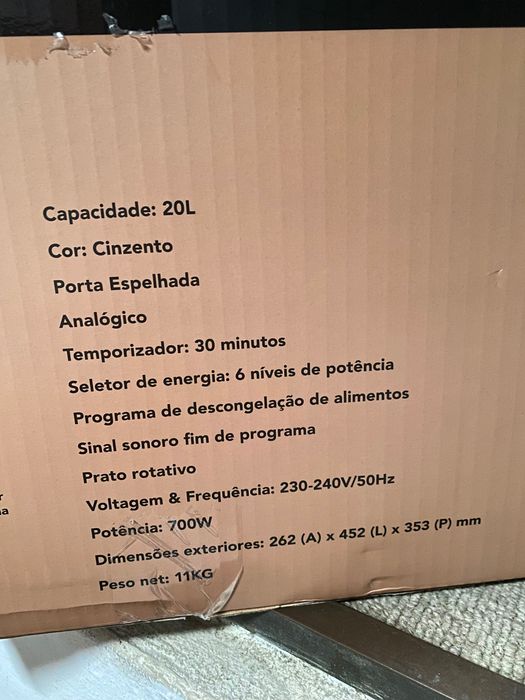 Capacidade: 20L
Cor: Cinzento
Porta Espelhada
Analógico
Temporizador: 30 minutos
Seletor de energia: 6 níveis de potência
Programa de descongelação de alimentos
Sinal sonoro fim de programa
Prato rotativo
Voltagem & Frequência: 230-240V/50Hz
Potência: 700W
Dimensões exteriores: 262 (A) x 452 (L) x 353 (P) mm
Peso net: 11KG